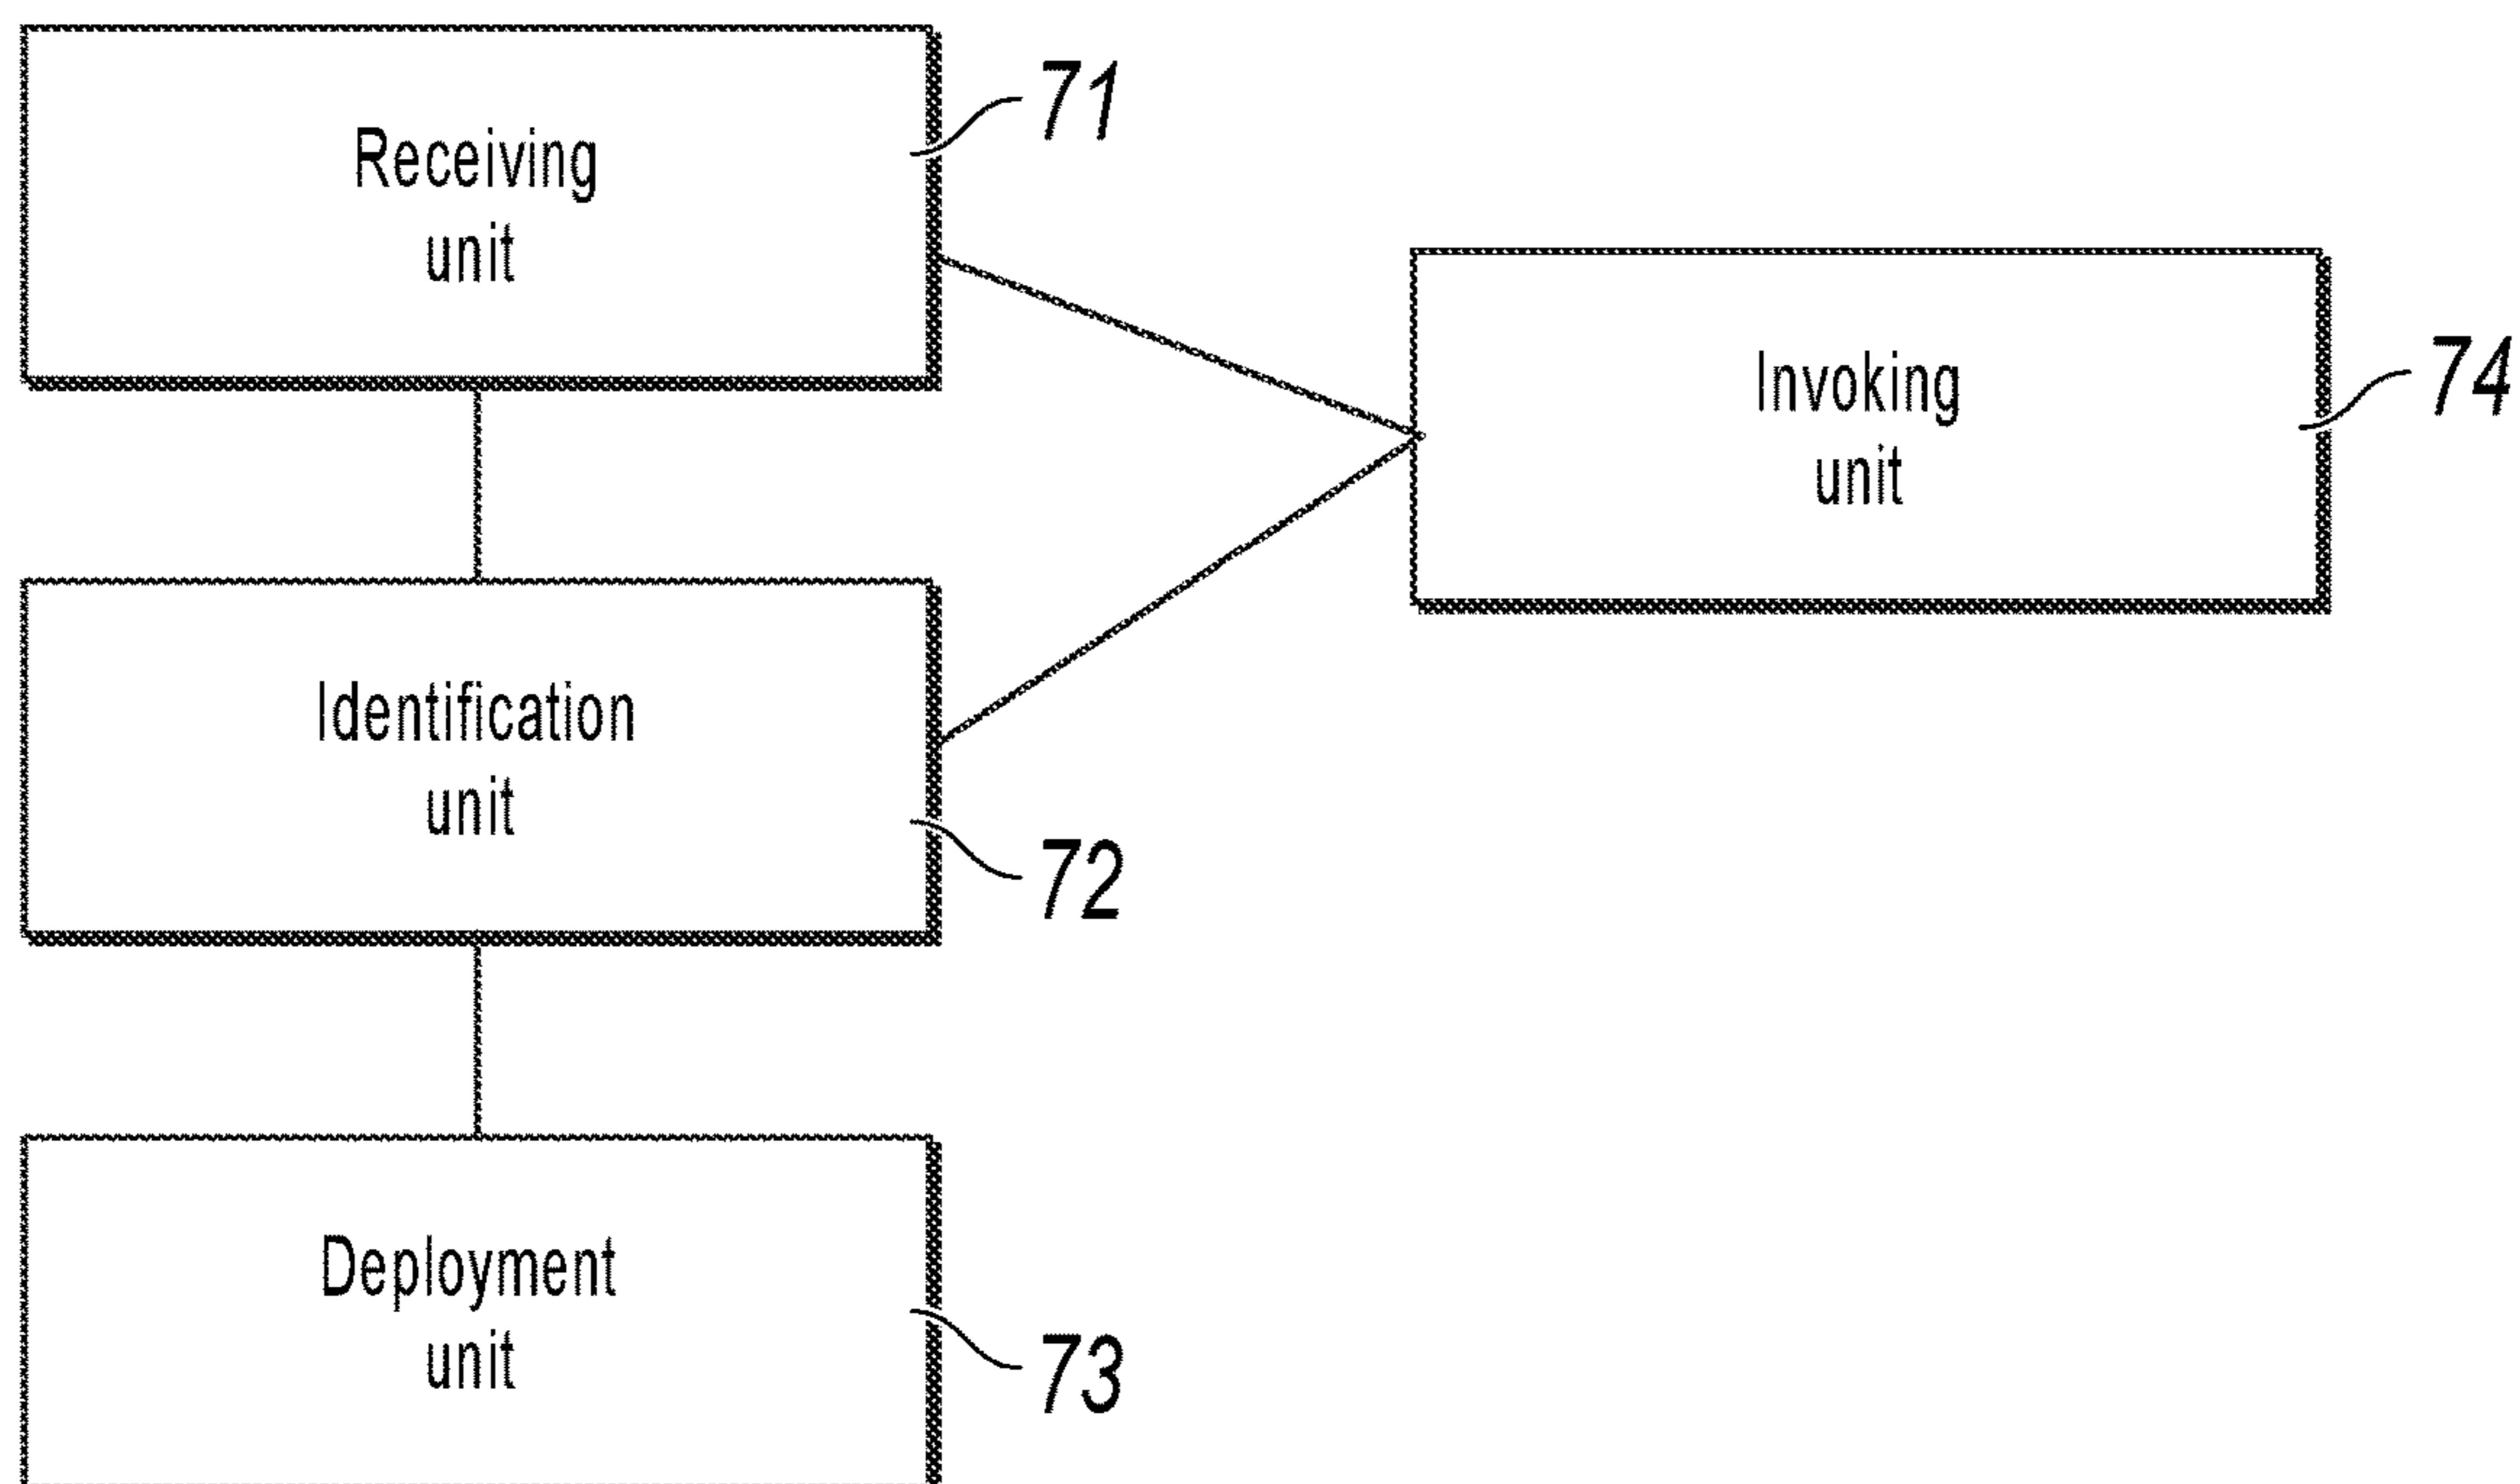 Receiving
unit
71
Invoking
unit
74
Identification
unit
72
Deployment
unit
73